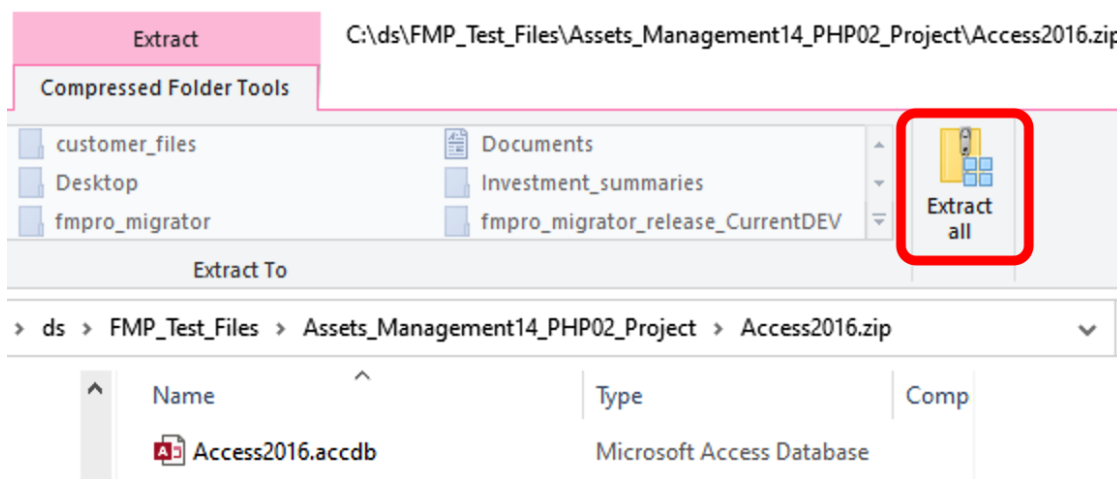 Extract
C:\ds\FMP_Test_Files\Assets_Management14_PHP02_Project\Access2016.zip
Compressed Folder Tools
customer_files
Documents
Desktop
Investment_summaries
fmpro_migrator
fmpro_migrator_release_CurrentDEV
Extract
all
Extract To
> ds > FMP_Test_Files > Assets_Management14_PHP02_Project > Access2016.zip
Name Type Comp
Access2016.accdb Microsoft Access Database